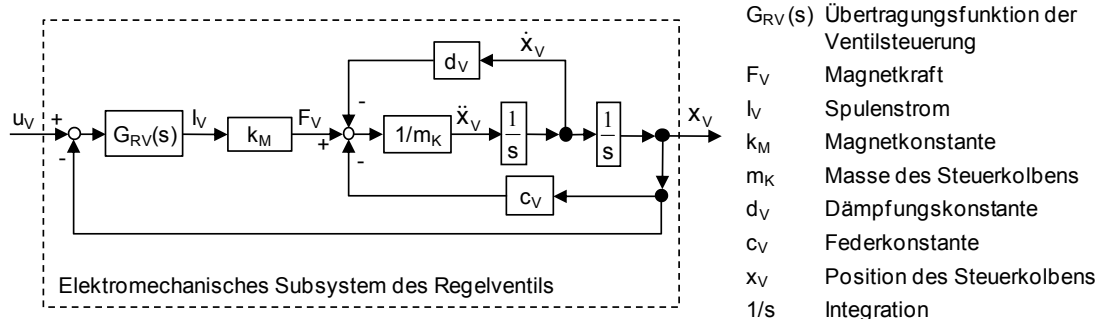 u_V
+
-
G_RV(s)
I_V
k_M
F_V
+
-
-
d_V
ẋ_V
1/m_K
ẍ_V
1/s
1/s
x_V
c_V
Elektromechanisches Subsystem des Regelventils
G_RV(s) Übertragungsfunktion der
Ventilsteuerung
F_V Magnetkraft
I_V Spulenstrom
k_M Magnetkonstante
m_K Masse des Steuerkolbens
d_V Dämpfungskonstante
c_V Federkonstante
x_V Position des Steuerkolbens
1/s Integration